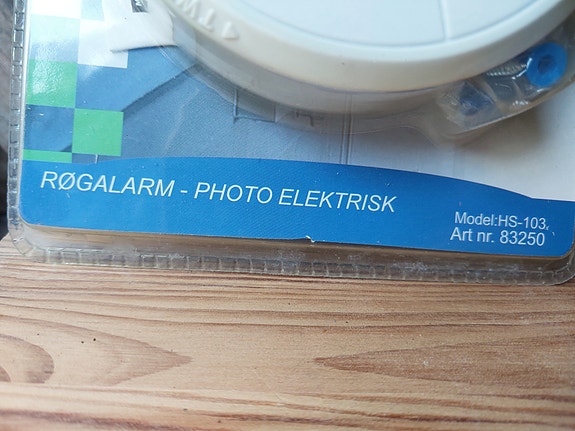 RØGALARM - PHOTO ELEKTRISK
Model:HS-103
Art nr. 83250